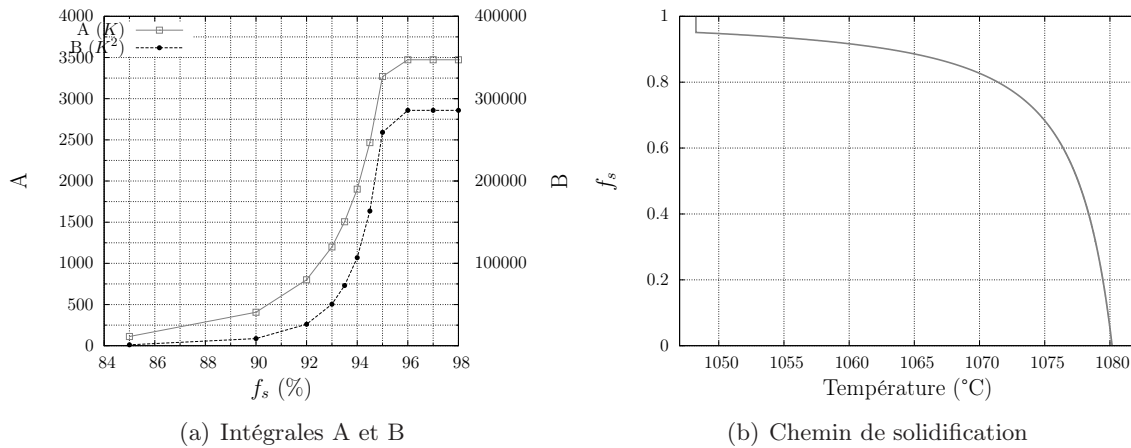 4000
3500
3000
2500
2000
1500
1000
500
0
A
A (K)
B (K²)
400000
300000
200000
100000
0
B
84 86 88 90 92 94 96 98
f_s (%)
(a) Intégrales A et B
1
0.8
0.6
0.4
0.2
0
f_s
1050 1055 1060 1065 1070 1075 1080
Température (°C)
(b) Chemin de solidification